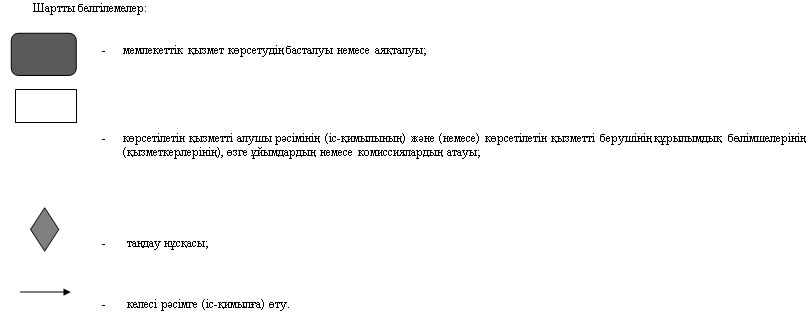 Шартты белгілемелер:
- мемлекеттік қызмет көрсетудің басталуы немесе аяқталуы;
- көрсетілетін қызметті алушы рәсімінің (іс-қимылының) және (немесе) көрсетілетін қызметті берушінің құрылымдық бөлімшелерінің
(қызметкерлерінің), өзге ұйымдардың немесе комиссиялардың атауы;
- таңдау нұсқасы;
- келесі рәсімге (іс-қимылға) өту.